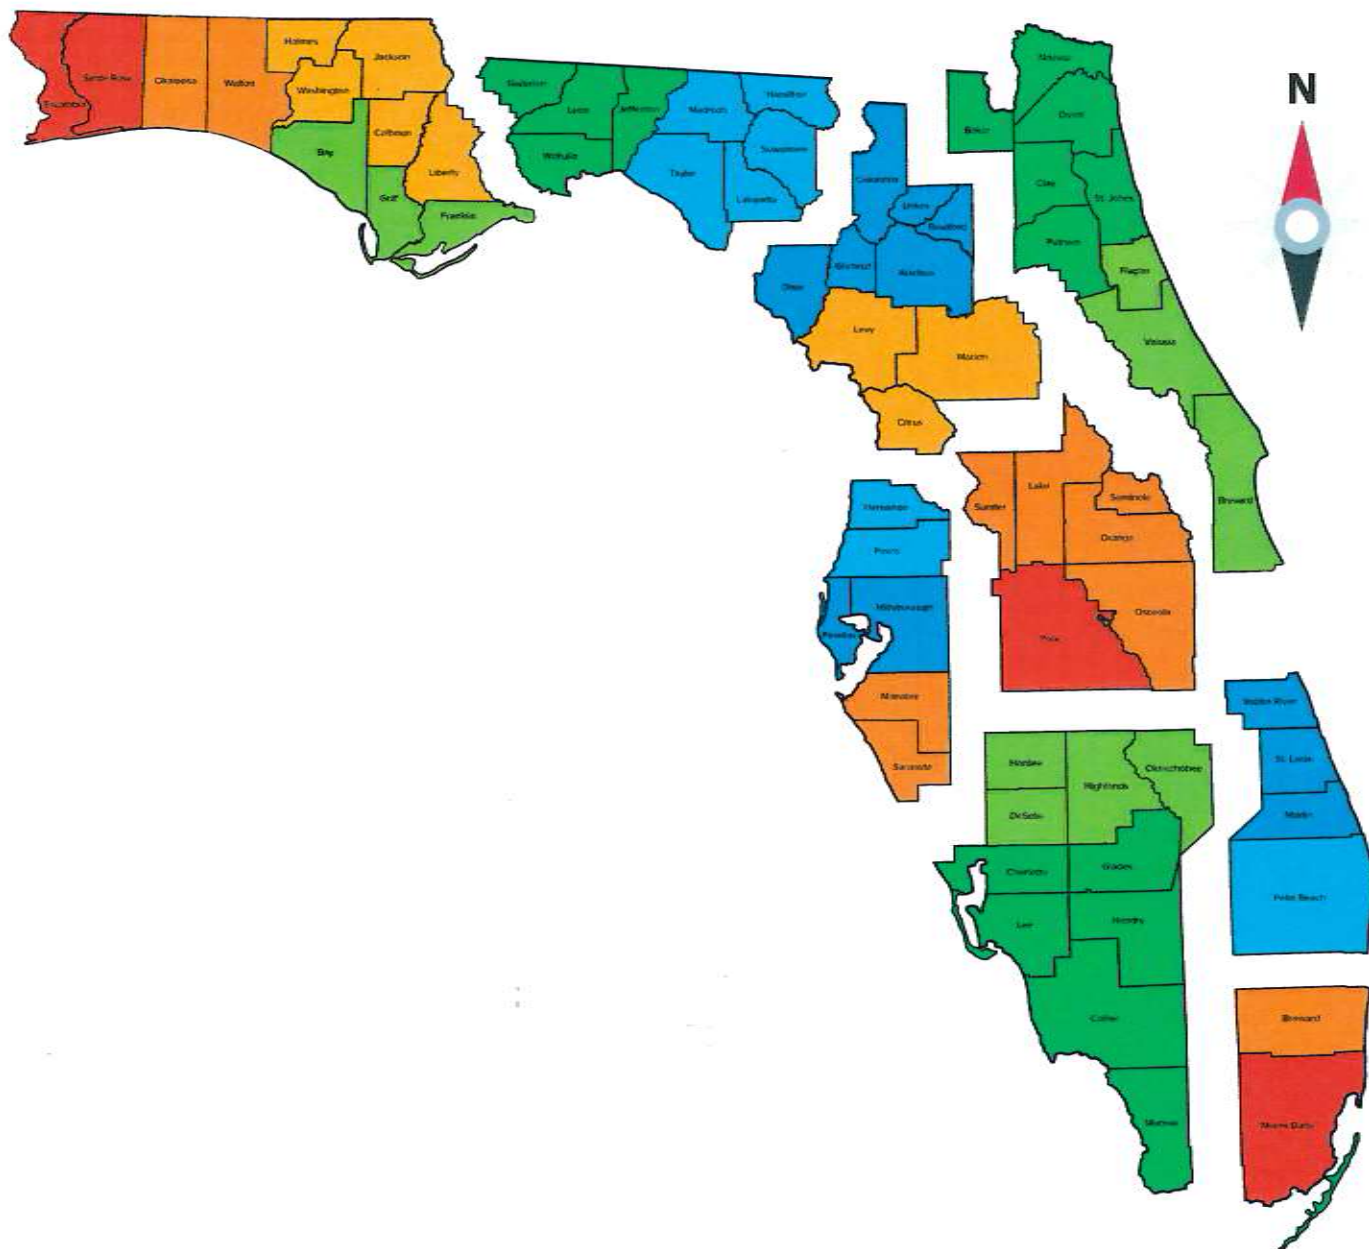 N
Holmes
Jackson
Santa Rosa
Okaloosa
Walton
Washington
Escambia
Calhoun
Bay
Liberty
Gulf
Franklin
Gadsden
Leon
Jefferson
Madison
Hamilton
Wakulla
Taylor
Suwannee
Lafayette
Columbia
Union
Bradford
Dixie
Gilchrist
Alachua
Levy
Marion
Citrus
Nassau
Baker
Duval
Clay
St. Johns
Putnam
Flagler
Volusia
Brevard
Sumter
Lake
Seminole
Orange
Osceola
Polk
Hernando
Pasco
Hillsborough
Pinellas
Manatee
Sarasota
Hardee
Highlands
Okeechobee
DeSoto
Charlotte
Glades
Lee
Hendry
Collier
Monroe
Indian River
St. Lucie
Martin
Palm Beach
Broward
Miami-Dade